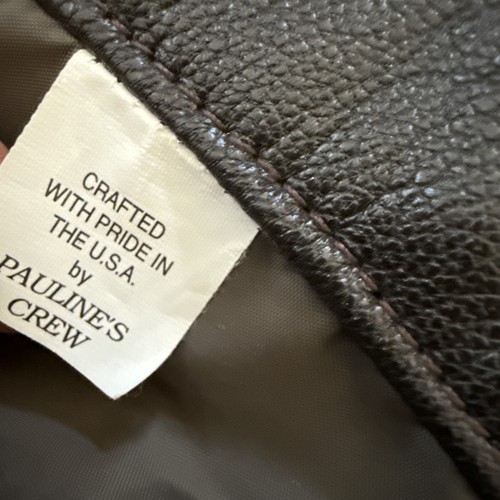 CRAFTED
WITH PRIDE IN
THE U.S.A.
by
PAULINE'S
CREW